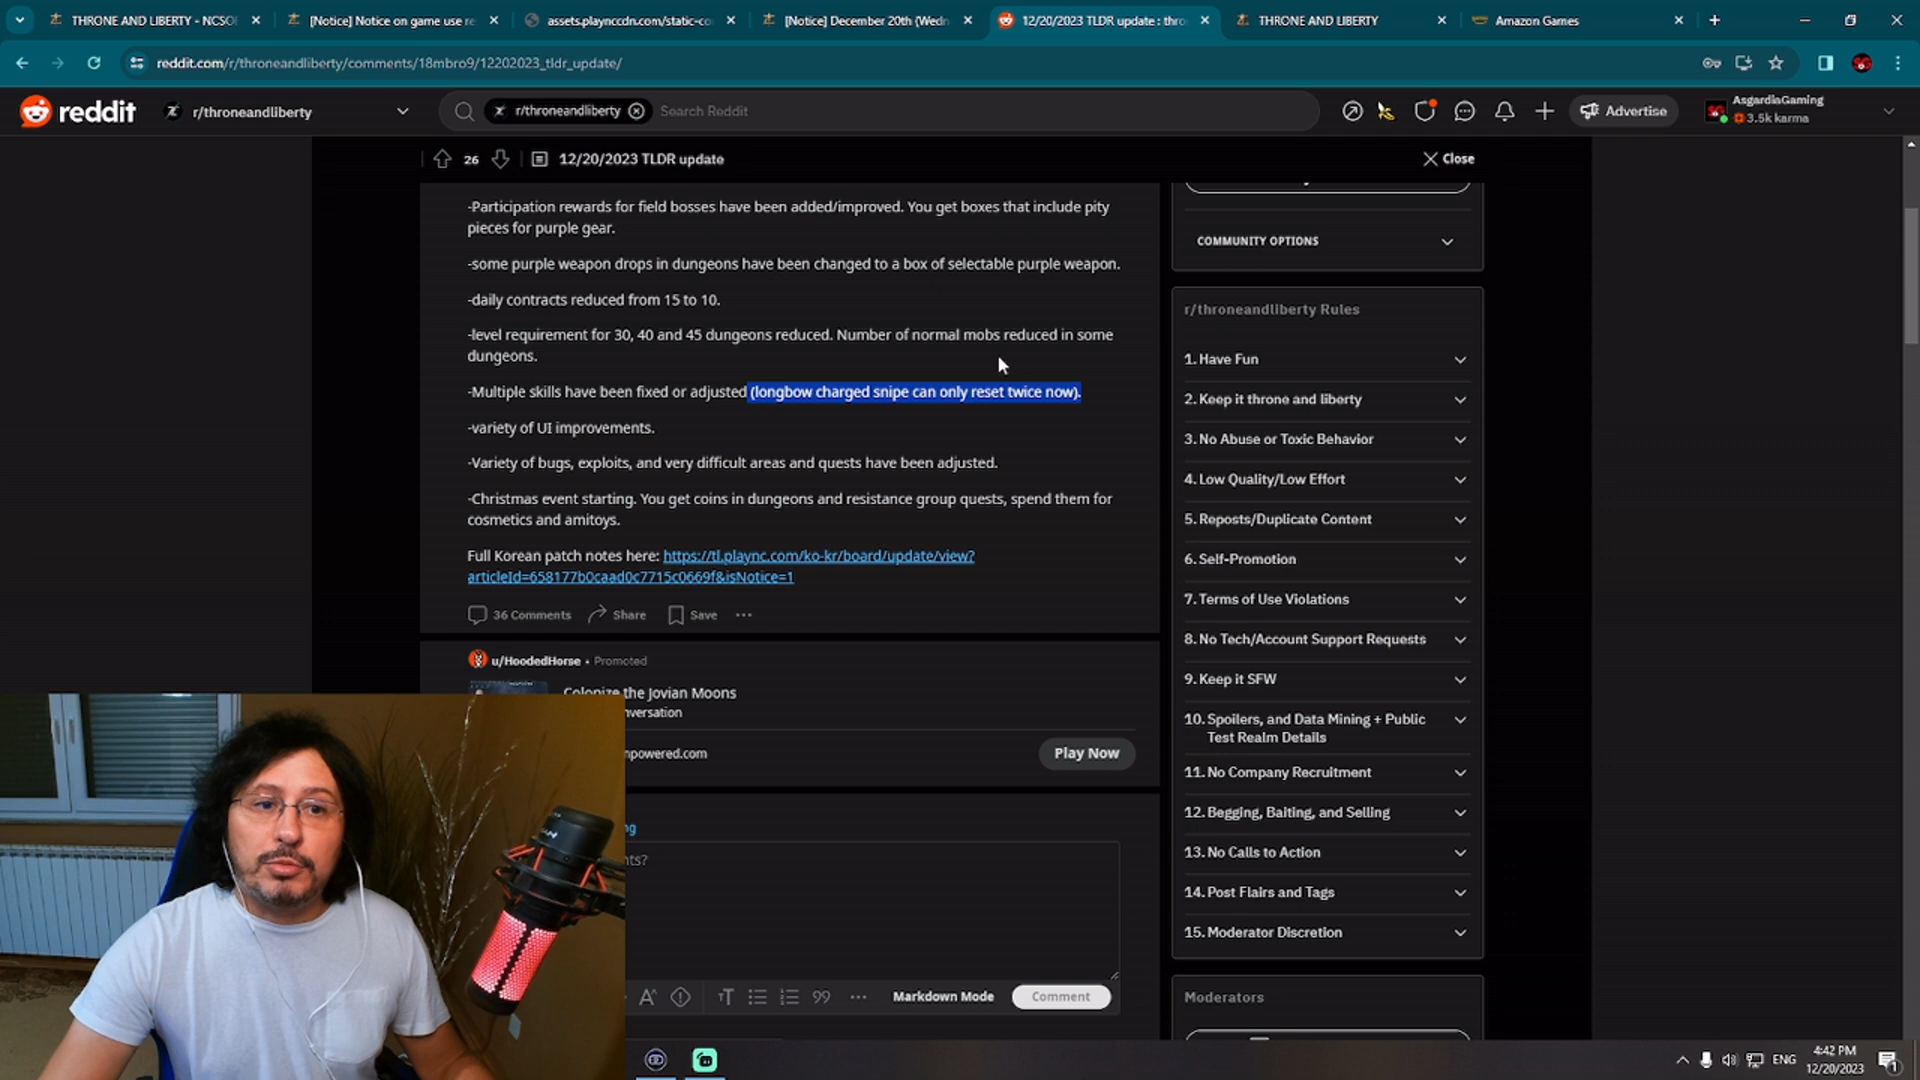 THRONE AND LIBERTY - NCSO
[Notice] Notice on game use re
assets.playnccdn.com/static-co
[Notice] December 20th (Wedn
12/20/2023 TLDR update : thro
THRONE AND LIBERTY
Amazon Games
reddit.com/r/throneandliberty/comments/18mbro9/12202023_tldr_update/
reddit
r/throneandliberty
r/throneandliberty
Search Reddit
Advertise
AsgardiaGaming
3.5k karma
26
12/20/2023 TLDR update
Close
-Participation rewards for field bosses have been added/improved. You get boxes that include pity
pieces for purple gear.
-some purple weapon drops in dungeons have been changed to a box of selectable purple weapon.
-daily contracts reduced from 15 to 10.
-level requirement for 30, 40 and 45 dungeons reduced. Number of normal mobs reduced in some
dungeons.
-Multiple skills have been fixed or adjusted (longbow charged snipe can only reset twice now).
-variety of UI improvements.
-Variety of bugs, exploits, and very difficult areas and quests have been adjusted.
-Christmas event starting. You get coins in dungeons and resistance group quests, spend them for
cosmetics and amitoys.
Full Korean patch notes here: https://tl.plaync.com/ko-kr/board/update/view?
articleId=658177b0caad0c7715c0669f&isNotice=1
36 Comments
Share
Save
u/HoodedHorse • Promoted
Colonize the Jovian Moons
nversation
mpowered.com
Play Now
ng
nts?
Markdown Mode
Comment
COMMUNITY OPTIONS
r/throneandliberty Rules
1. Have Fun
2. Keep it throne and liberty
3. No Abuse or Toxic Behavior
4. Low Quality/Low Effort
5. Reposts/Duplicate Content
6. Self-Promotion
7. Terms of Use Violations
8. No Tech/Account Support Requests
9. Keep it SFW
10. Spoilers, and Data Mining + Public
Test Realm Details
11. No Company Recruitment
12. Begging, Baiting, and Selling
13. No Calls to Action
14. Post Flairs and Tags
15. Moderator Discretion
Moderators
ENG
4:42 PM
12/20/2023
1